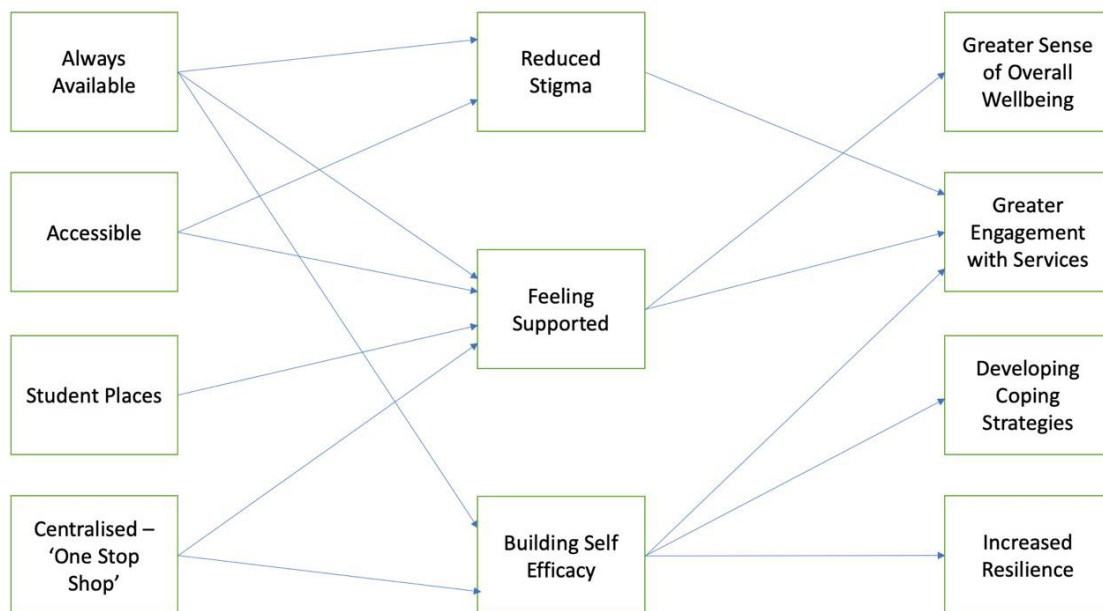 Always
Available
Accessible
Student Places
Centralised –
‘One Stop
Shop’
Reduced
Stigma
Feeling
Supported
Building Self
Efficacy
Greater Sense
of Overall
Wellbeing
Greater
Engagement
with Services
Developing
Coping
Strategies
Increased
Resilience